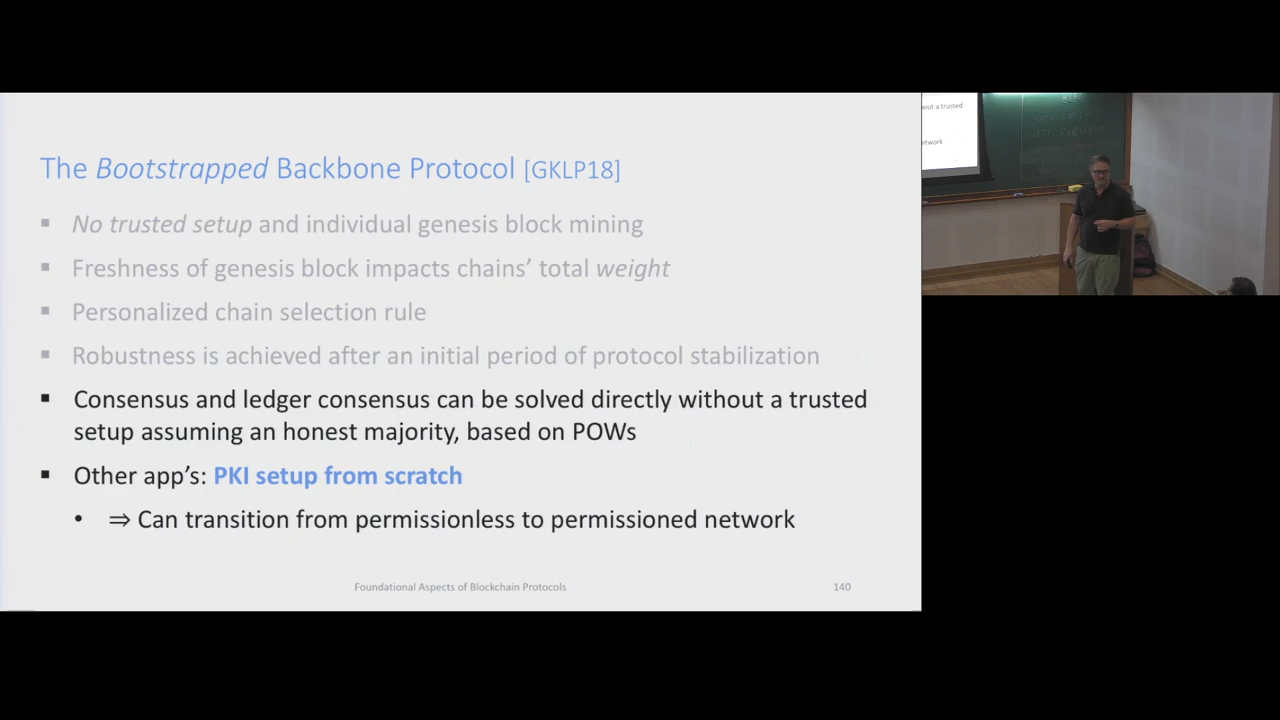 The Bootstrapped Backbone Protocol [GKLP18]
▪ No trusted setup and individual genesis block mining
▪ Freshness of genesis block impacts chains’ total weight
▪ Personalized chain selection rule
▪ Robustness is achieved after an initial period of protocol stabilization
▪ Consensus and ledger consensus can be solved directly without a trusted
setup assuming an honest majority, based on POWs
▪ Other app’s: PKI setup from scratch
• ⇒ Can transition from permissionless to permissioned network
Foundational Aspects of Blockchain Protocols
140
out a trusted
etwork